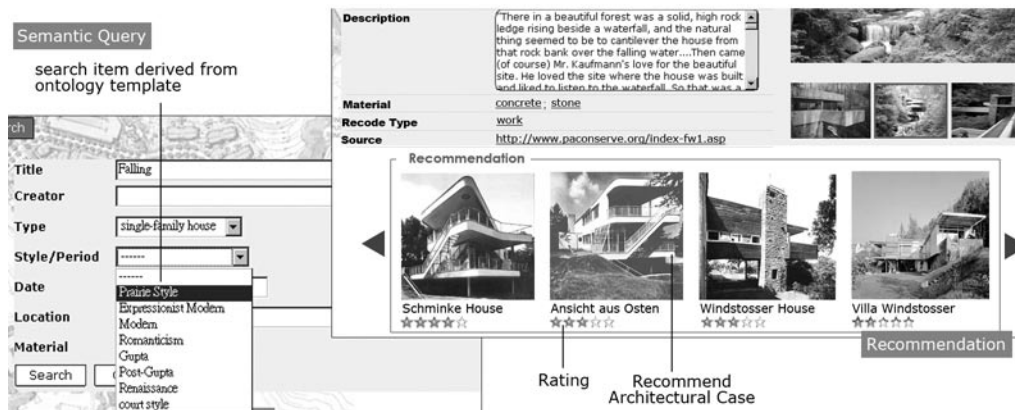 Semantic Query
search item derived from
ontology template
rch
Title
Falling
Creator
Type
single-family house
Style/Period
------
------
Date
Prairie Style
Expressionist Modern
Location
Modern
Romanticism
Material
Gupta
Search
Post-Gupta
Renaissance
court style
Description
"There in a beautiful forest was a solid, high rock
ledge rising beside a waterfall, and the natural
thing seemed to be to cantilever the house from
that rock bank over the falling water....Then came
(of course) Mr. Kaufmann's love for the beautiful
site. He loved the site where the house was built
and liked to listen to the waterfall. So that was a
Material
concrete ; stone
Recode Type
work
Source
http://www.paconserve.org/index-fw1.asp
Recommendation
Schminke House
Ansicht aus Osten
Windstosser House
Villa Windstosser
Recommendation
Rating
Recommend
Architectural Case